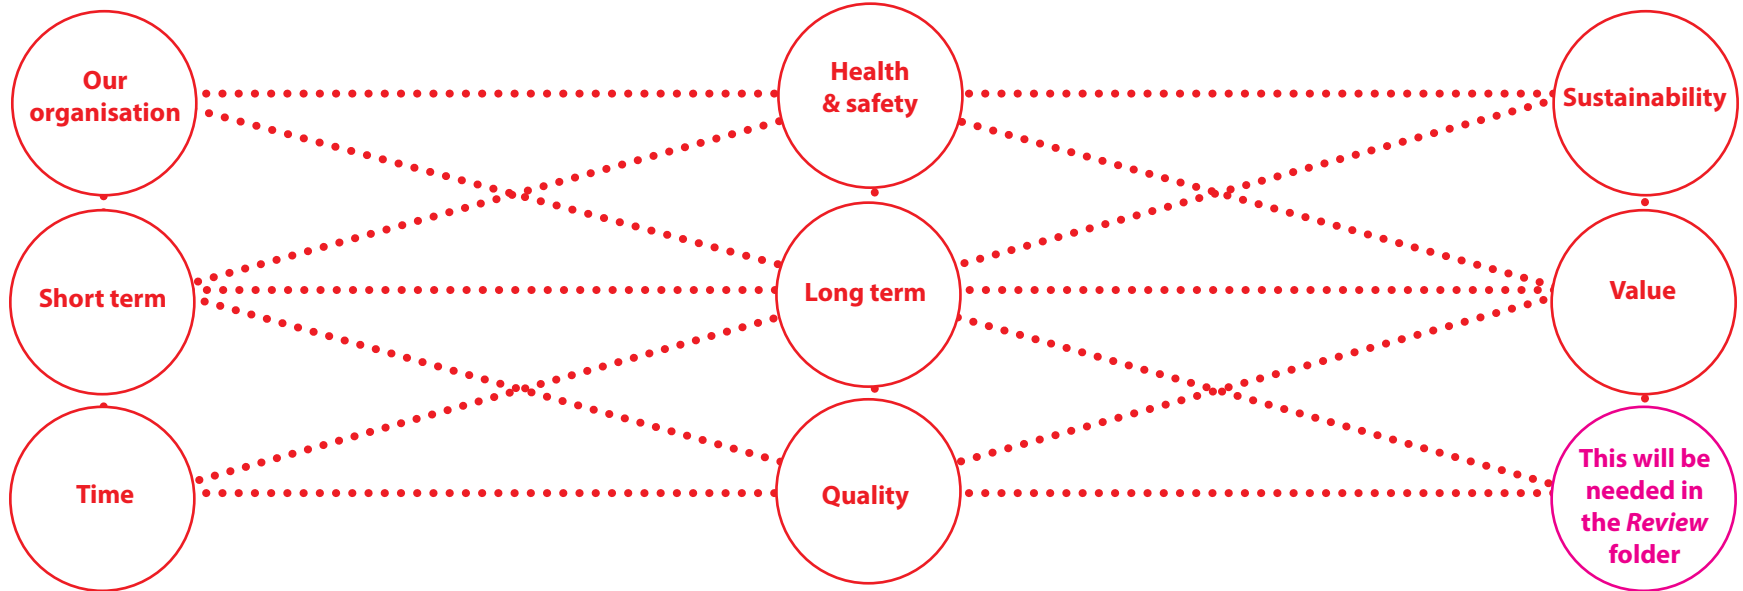 Our
organisation
Health
& safety
Sustainability
Short term
Long term
Value
Time
Quality
This will be
needed in
the Review
folder